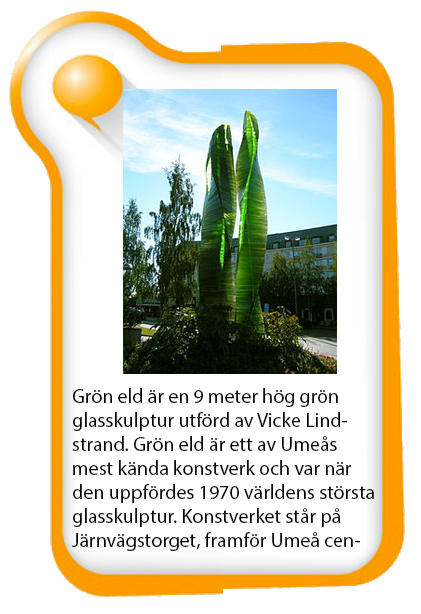 Grön eld är en 9 meter hög grön
glasskulptur utförd av Vicke Lind-
strand. Grön eld är ett av Umeås
mest kända konstverk och var när
den uppfördes 1970 världens största
glasskulptur. Konstverket står på
Järnvägstorget, framför Umeå cen-